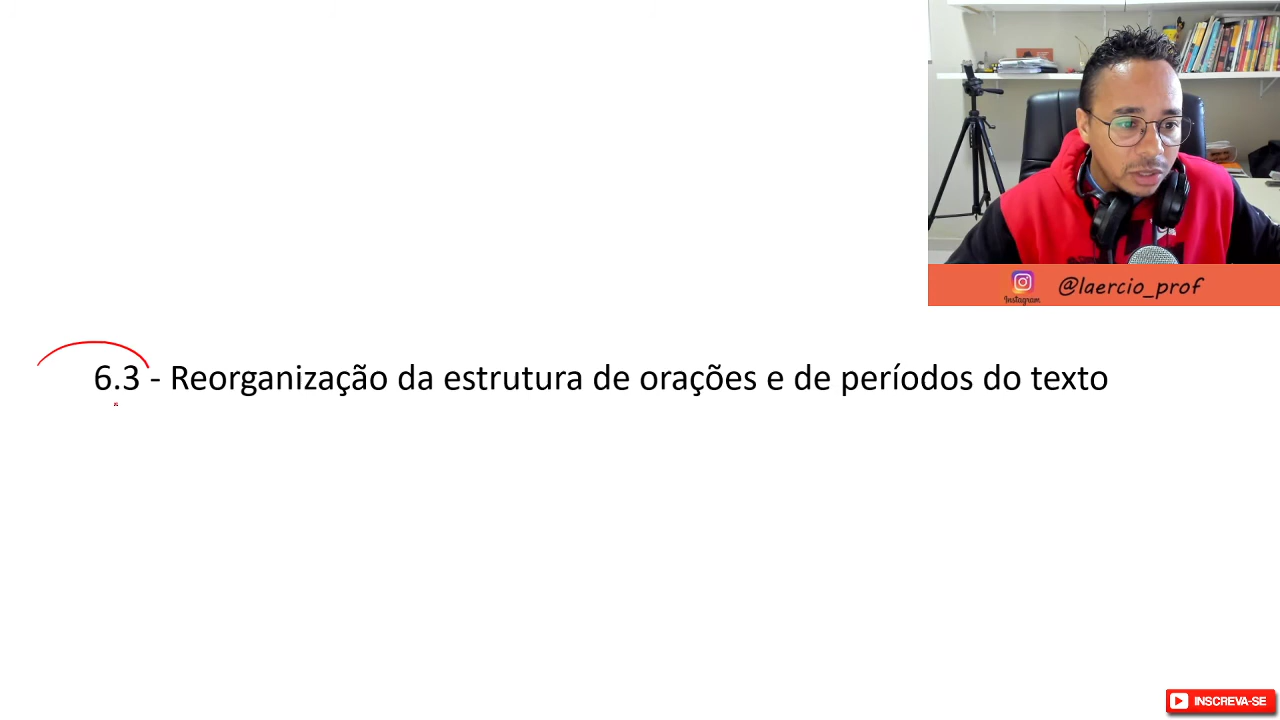 Instagram
@laercio_prof
6.3 - Reorganização da estrutura de orações e de períodos do texto
INSCREVA-SE